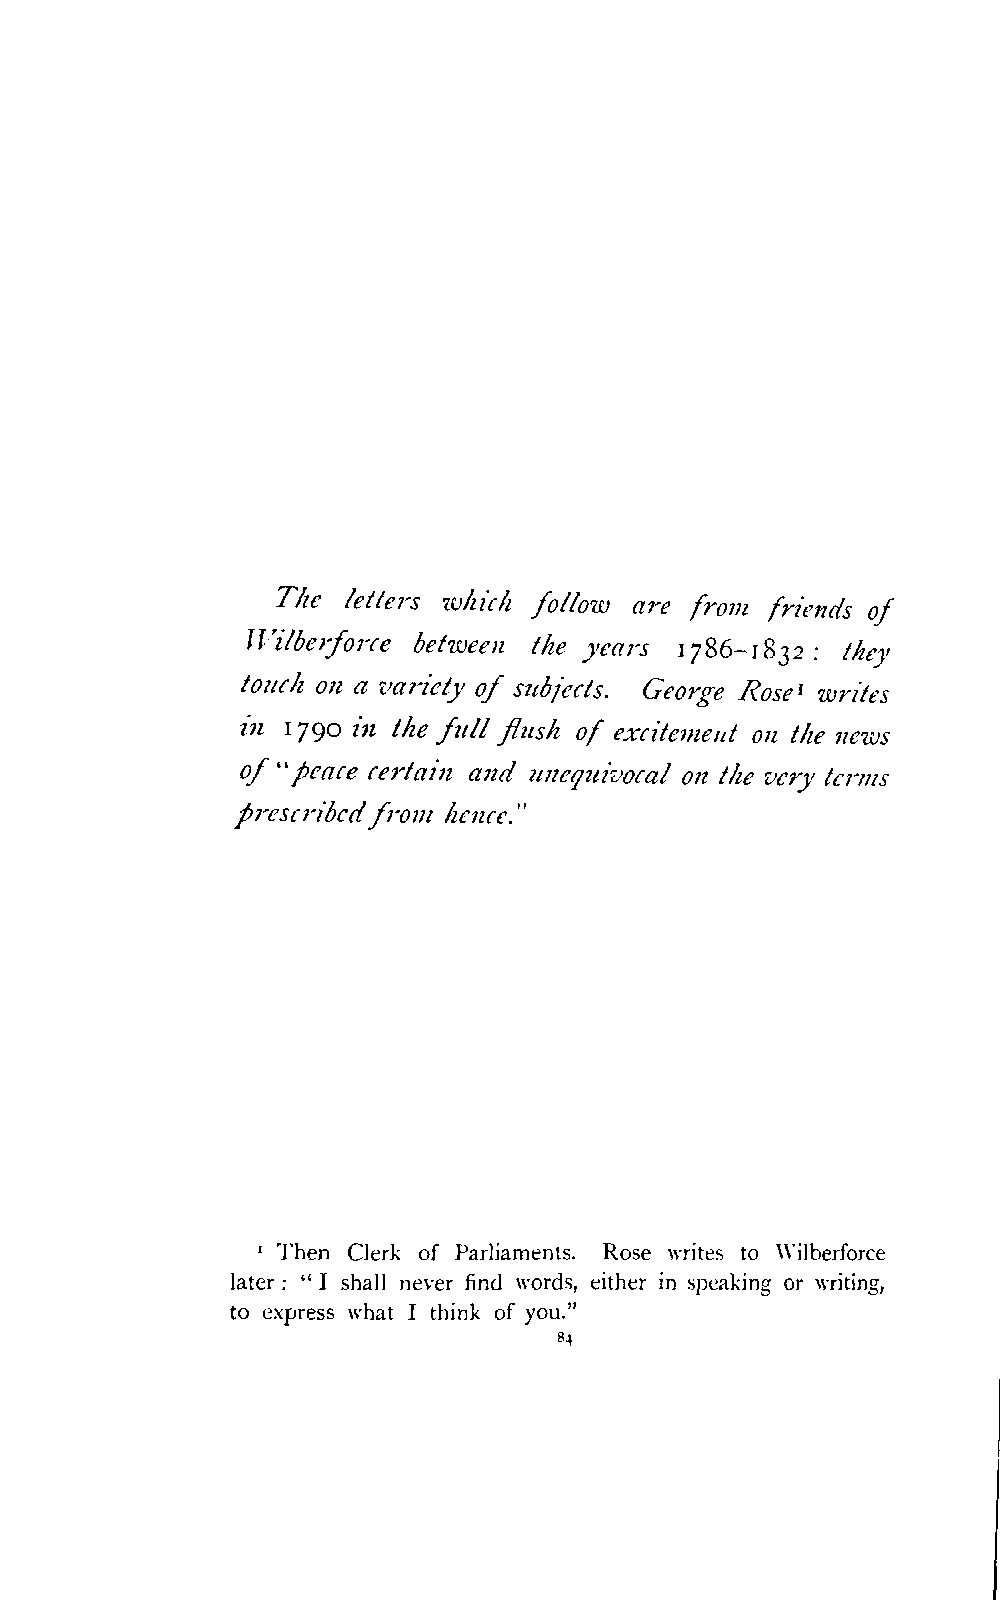 The letters which follow are from friends of
Wilberforce between the years 1786–1832: they
touch on a variety of subjects. George Rose¹ writes
in 1790 in the full flush of excitement on the news
of "peace certain and unequivocal on the very terms
prescribed from hence."
¹ Then Clerk of Parliaments. Rose writes to Wilberforce
later: "I shall never find words, either in speaking or writing,
to express what I think of you."
84